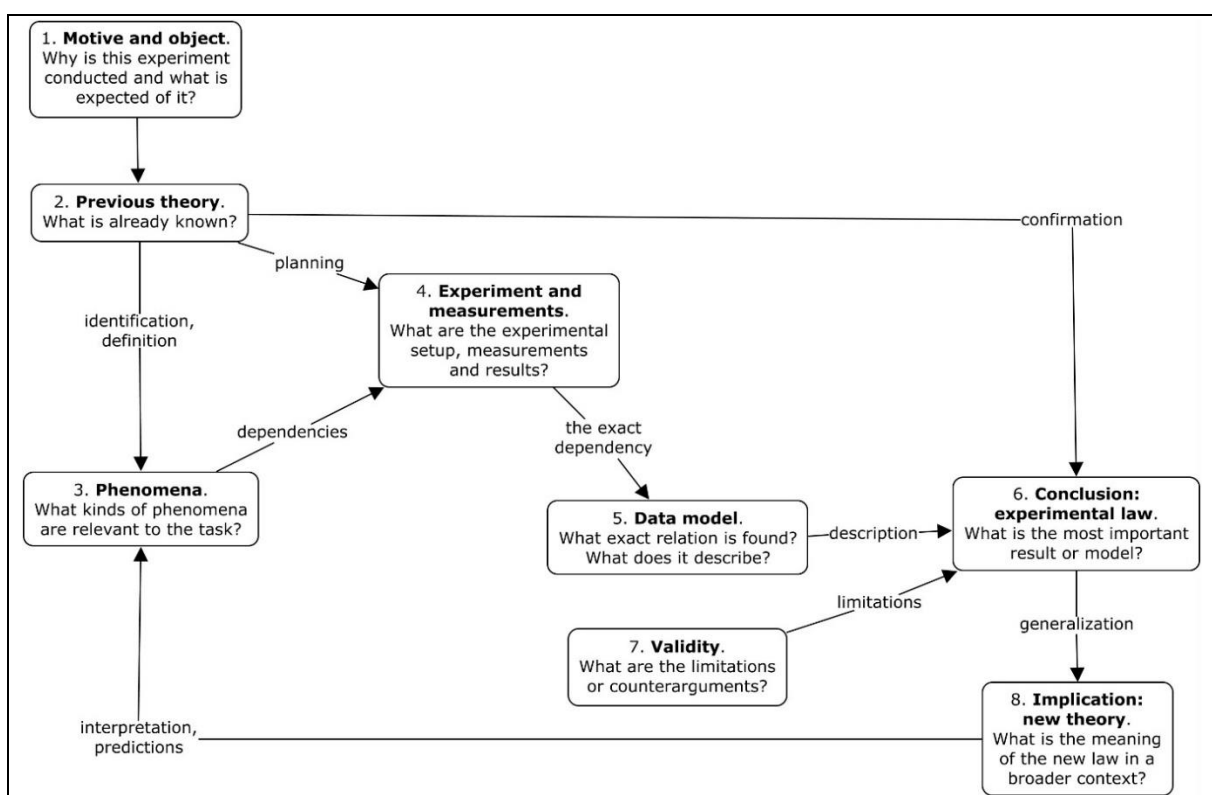 1. Motive and object.
Why is this experiment
conducted and what is
expected of it?
2. Previous theory.
What is already known?
confirmation
planning
4. Experiment and
measurements.
What are the experimental
setup, measurements
and results?
identification,
definition
dependencies
the exact
dependency
3. Phenomena.
What kinds of phenomena
are relevant to the task?
5. Data model.
What exact relation is found?
What does it describe?
description
6. Conclusion:
experimental law.
What is the most important
result or model?
limitations
7. Validity.
What are the limitations
or counterarguments?
generalization
8. Implication:
new theory.
What is the meaning
of the new law in a
broader context?
interpretation,
predictions